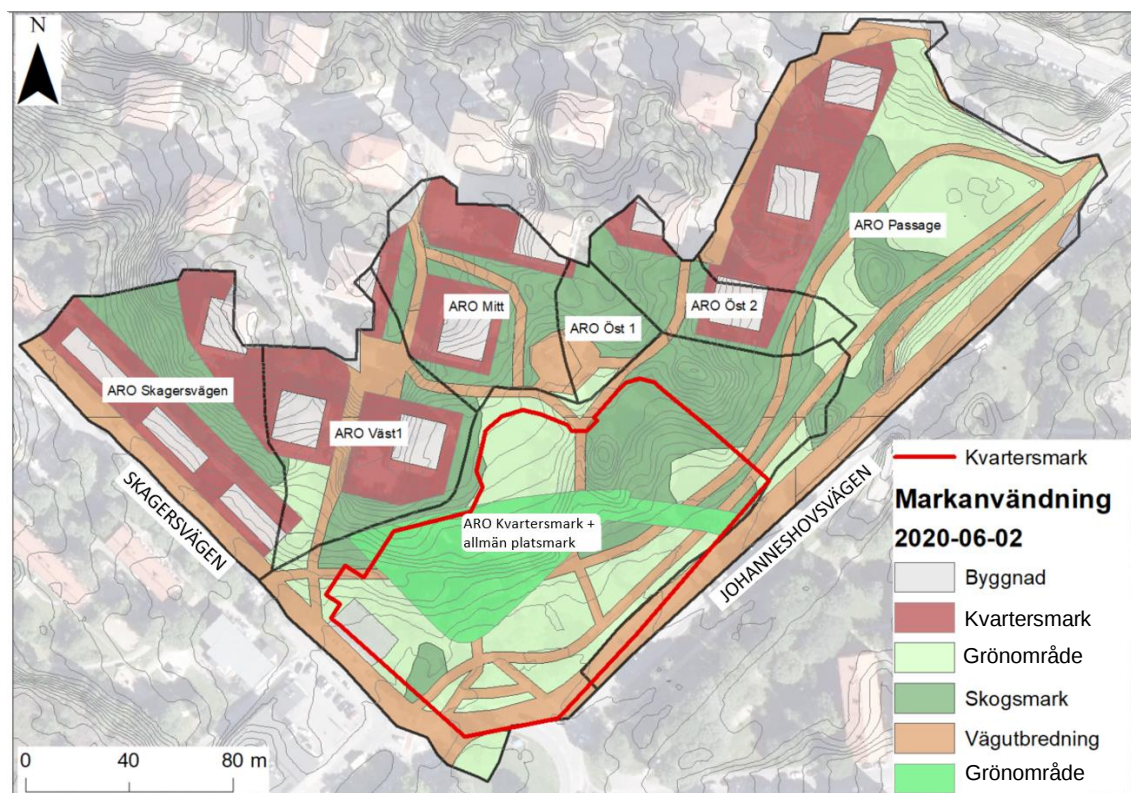 N
ARO Passage
ARO Mitt
ARO Öst 1
ARO Öst 2
ARO Skagersvägen
ARO Väst1
ARO Kvartersmark +
allmän platsmark
SKAGERSVÄGEN
JOHANNESHOVSVÄGEN
Kvartersmark
Markanvändning
2020-06-02
Byggnad
Kvartersmark
Grönområde
Skogsmark
Vägutbredning
Grönområde
0 40 80 m